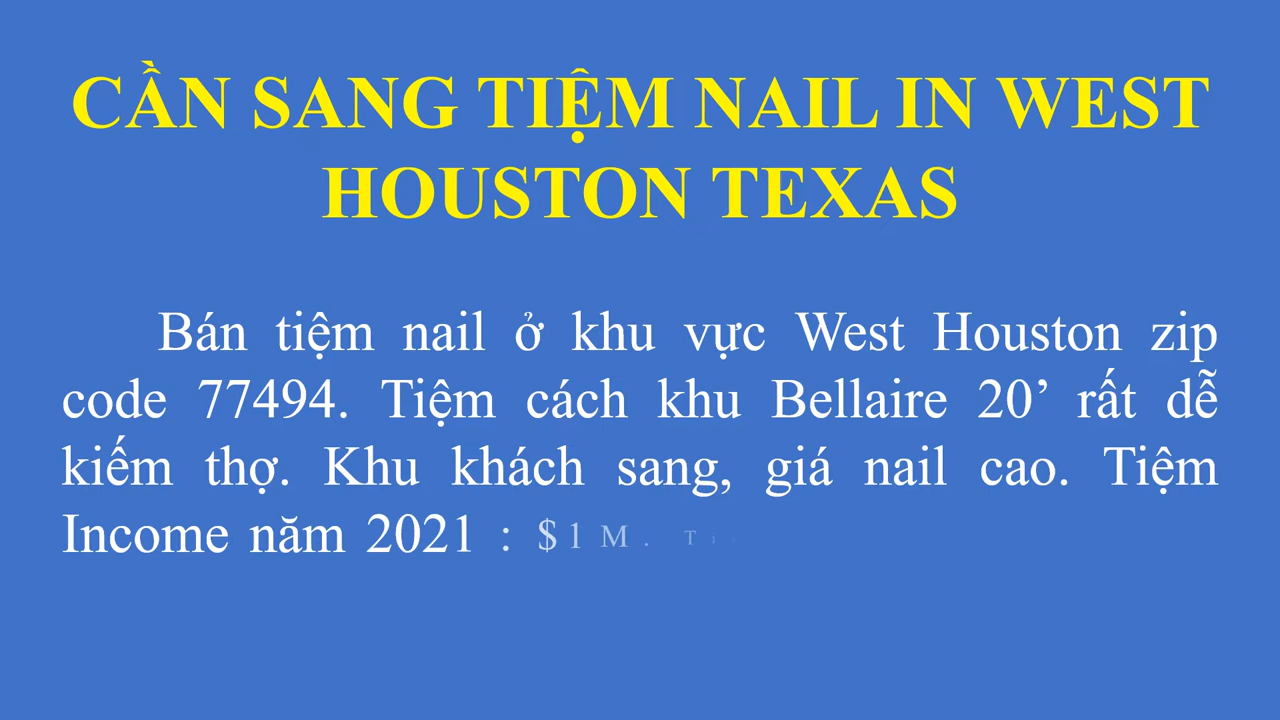 CẦN SANG TIỆM NAIL IN WEST
HOUSTON TEXAS
Bán tiệm nail ở khu vực West Houston zip
code 77494. Tiệm cách khu Bellaire 20’ rất dễ
kiếm thợ. Khu khách sang, giá nail cao. Tiệm
Income năm 2021 : $1M.